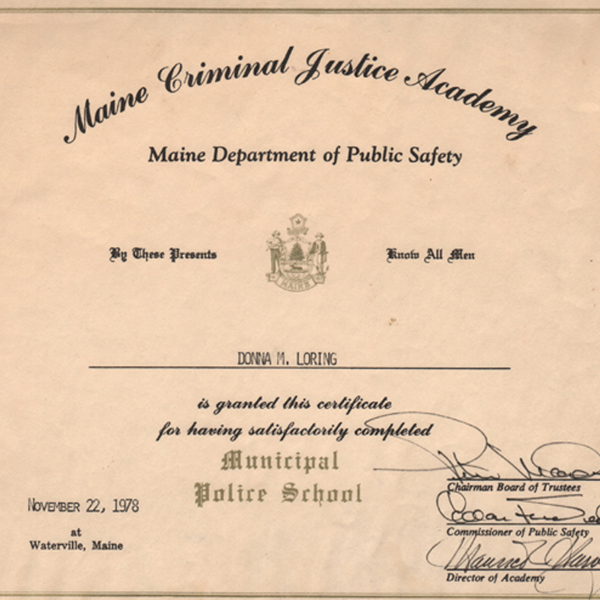 Maine Criminal Justice Academy
Maine Department of Public Safety
By These Presents Know All Men
MAINE
DONNA M. LORING
is granted this certificate
for having satisfactorily completed
Municipal
Police School
NOVEMBER 22, 1978
at
Waterville, Maine
Chairman Board of Trustees
Commissioner of Public Safety
Director of Academy